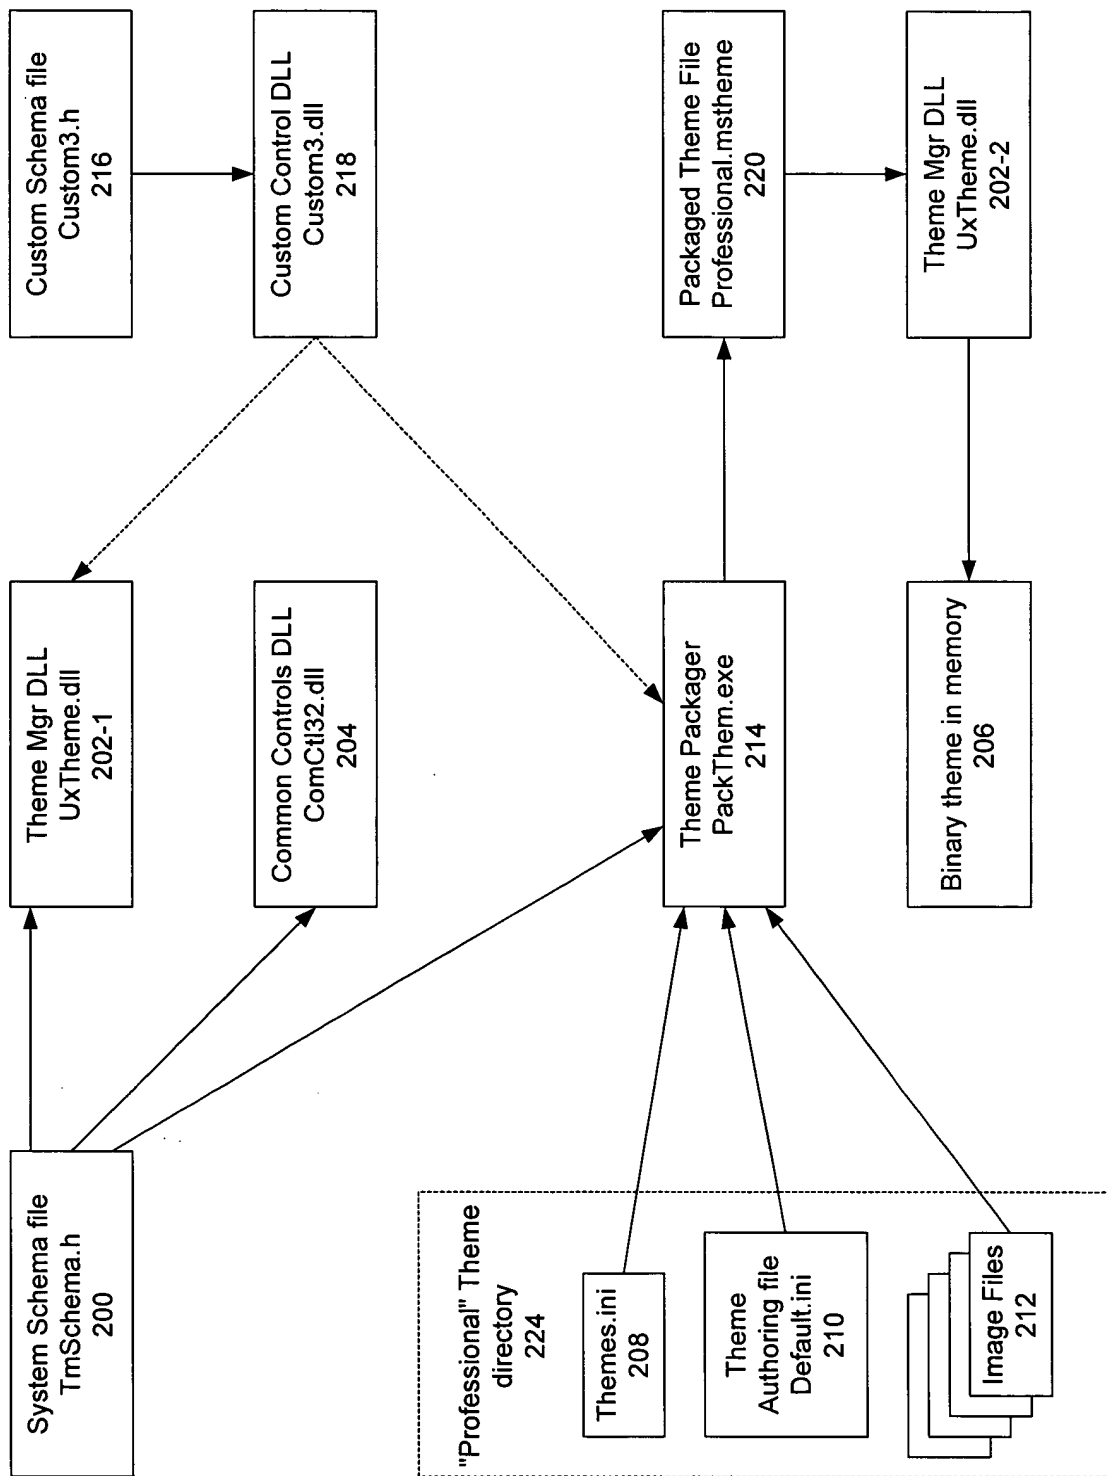 System Schema file
TmSchema.h
200
Theme Mgr DLL
UxTheme.dll
202-1
Custom Schema file
Custom3.h
216
Common Controls DLL
ComCtl32.dll
204
Custom Control DLL
Custom3.dll
218
"Professional" Theme
directory
224
Themes.ini
208
Theme
Authoring file
Default.ini
210
Image Files
212
Theme Packager
PackThem.exe
214
Packaged Theme File
Professional.mstheme
220
Binary theme in memory
206
Theme Mgr DLL
UxTheme.dll
202-2